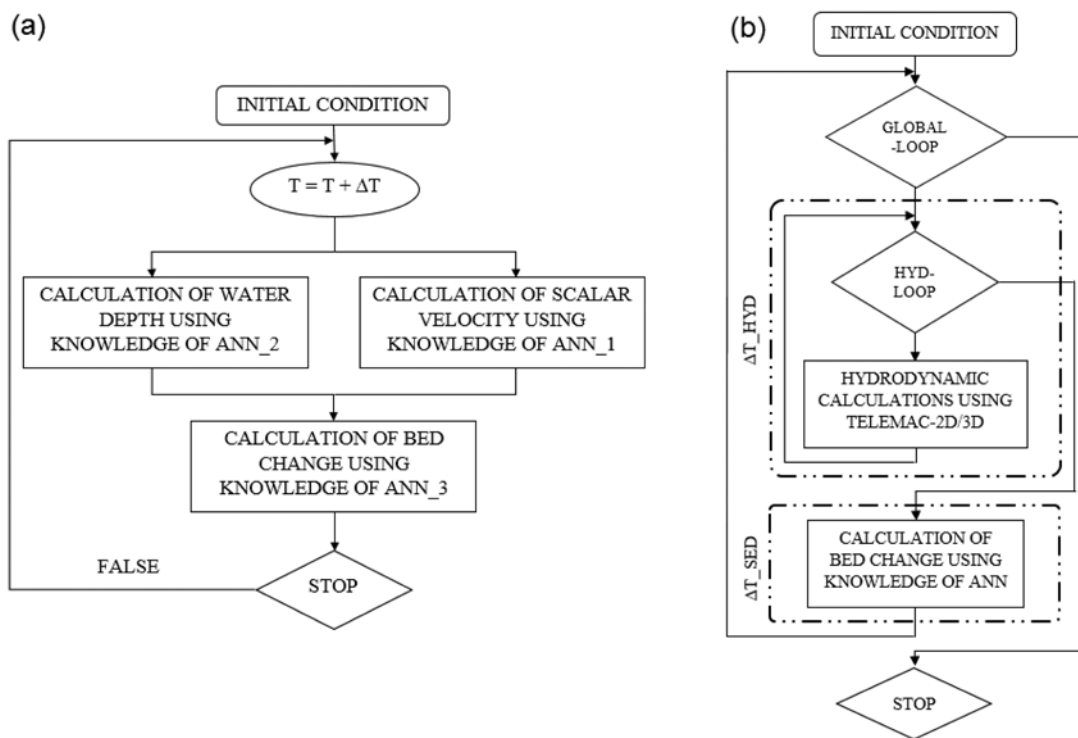 (a)
INITIAL CONDITION
T = T + ΔT
CALCULATION OF WATER
DEPTH USING
KNOWLEDGE OF ANN_2
CALCULATION OF SCALAR
VELOCITY USING
KNOWLEDGE OF ANN_1
CALCULATION OF BED
CHANGE USING
KNOWLEDGE OF ANN_3
FALSE
STOP
(b)
INITIAL CONDITION
GLOBAL
-LOOP
HYD-
LOOP
ΔT_HYD
HYDRODYNAMIC
CALCULATIONS USING
TELEMAC-2D/3D
ΔT_SED
CALCULATION OF
BED CHANGE USING
KNOWLEDGE OF ANN
STOP